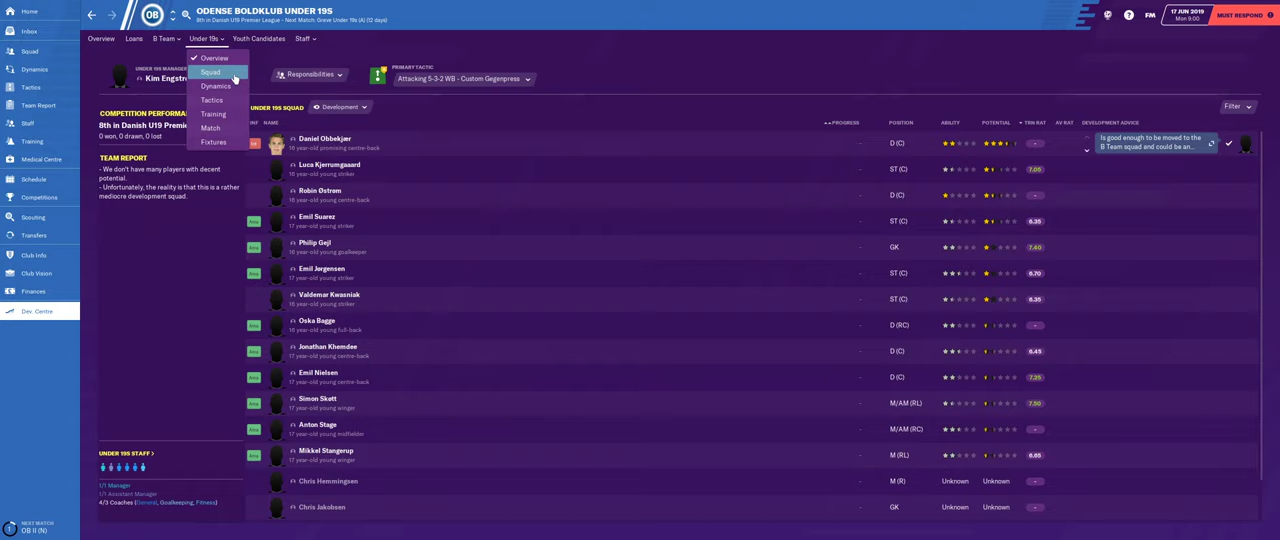 Home
Inbox
Squad
Dynamics
Tactics
Team Report
Staff
Training
Medical Centre
Schedule
Competitions
Scouting
Transfers
Club Info
Club Vision
Finances
Dev. Centre
NEXT MATCH
OB II (N)
OB
ODENSE BOLDKLUB UNDER 19S
8th in Danish U19 Premier League - Next Match: Greve Under 19s (A) (12 days)
FM
17 JUN 2019
Mon 9:00
MUST RESPOND
Overview
Loans
B Team
Under 19s
Youth Candidates
Staff
Overview
Squad
Dynamics
Tactics
Training
Match
Fixtures
UNDER 19S MANAGER
Kim Engstr
Responsibilities
PRIMARY TACTIC
Attacking 5-3-2 WB - Custom Gegenpress
COMPETITION PERFORMA
8th in Danish U19 Premie
0 won, 0 drawn, 0 lost
TEAM REPORT
- We don't have many players with decent
potential.
- Unfortunately, the reality is that this is a rather
mediocre development squad.
UNDER 19S STAFF >
1/1 Manager
1/1 Assistant Manager
4/3 Coaches (General, Goalkeeping, Fitness)
UNDER 19S SQUAD
Development
Filter
INF NAME PROGRESS POSITION ABILITY POTENTIAL TRN RAT AV RAT DEVELOPMENT ADVICE
Daniel Obbekjær D (C) -
16 year-old promising centre-back
Is good enough to be moved to the
B Team squad and could be an...
Luca Kjerrumgaard - ST (C) 7.05
16 year-old young striker
Robin Østrøm - D (C) -
16 year-old young centre-back
Ama Emil Suarez - ST (C) 6.35
17 year-old young striker
Ama Philip Gejl - GK 7.40
16 year-old young goalkeeper
Ama Emil Jørgensen - ST (C) 6.70
17 year-old young striker
Valdemar Kwasniak - ST (C) 6.35
16 year-old young striker
Ama Oska Bagge - D (RC) -
16 year-old young full-back
Ama Jonathan Khemdee - D (C) 6.45
17 year-old young centre-back
Ama Emil Nielsen - D (C) 7.25
17 year-old young centre-back
Ama Simon Skøtt - M/AM (RL) 7.50
17 year-old young winger
Ama Anton Stage - M/AM (RC) -
17 year-old young midfielder
Ama Mikkel Stangerup - M (RL) 6.65
17 year-old young winger
Chris Hemmingsen - M (R) Unknown Unknown -
Chris Jakobsen - GK Unknown Unknown -